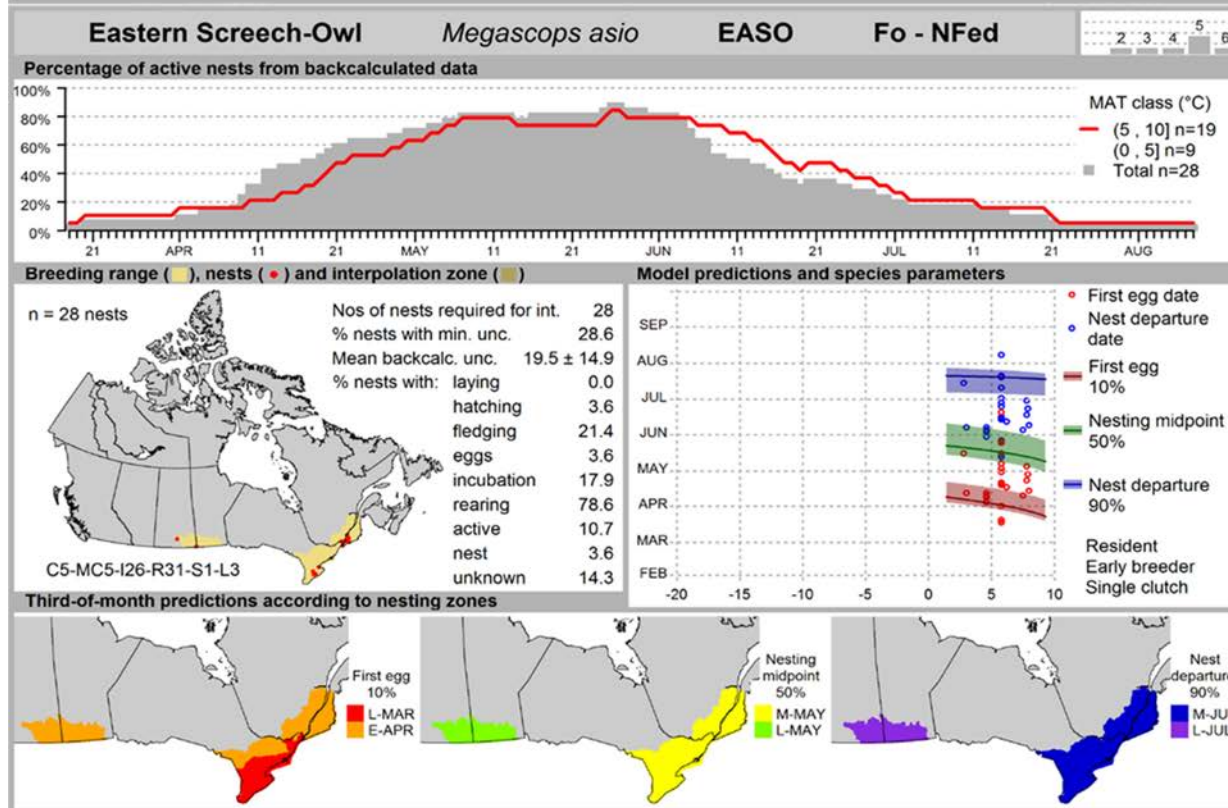 Eastern Screech-Owl Megascops asio EASO Fo - NFed
2 3 4 5 6
Percentage of active nests from backcalculated data
100%
80%
60%
40%
20%
0%
MAT class (°C)
(5 , 10] n=19
(0 , 5] n=9
Total n=28
21 APR 11 21 MAY 11 21 JUN 11 21 JUL 11 21 AUG
Breeding range ( ), nests ( ) and interpolation zone ( )
n = 28 nests
Nos of nests required for int. 28
% nests with min. unc. 28.6
Mean backcalc. unc. 19.5 ± 14.9
% nests with: laying 0.0
hatching 3.6
fledging 21.4
eggs 3.6
incubation 17.9
rearing 78.6
active 10.7
nest 3.6
unknown 14.3
C5-MC5-I26-R31-S1-L3
Model predictions and species parameters
SEP
AUG
JUL
JUN
MAY
APR
MAR
FEB
-20 -15 -10 -5 0 5 10
First egg date
Nest departure
date
First egg
10%
Nesting midpoint
50%
Nest departure
90%
Resident
Early breeder
Single clutch
Third-of-month predictions according to nesting zones
First egg
10%
L-MAR
E-APR
Nesting
midpoint
50%
M-MAY
L-MAY
Nest
departure
90%
M-JUL
L-JUL